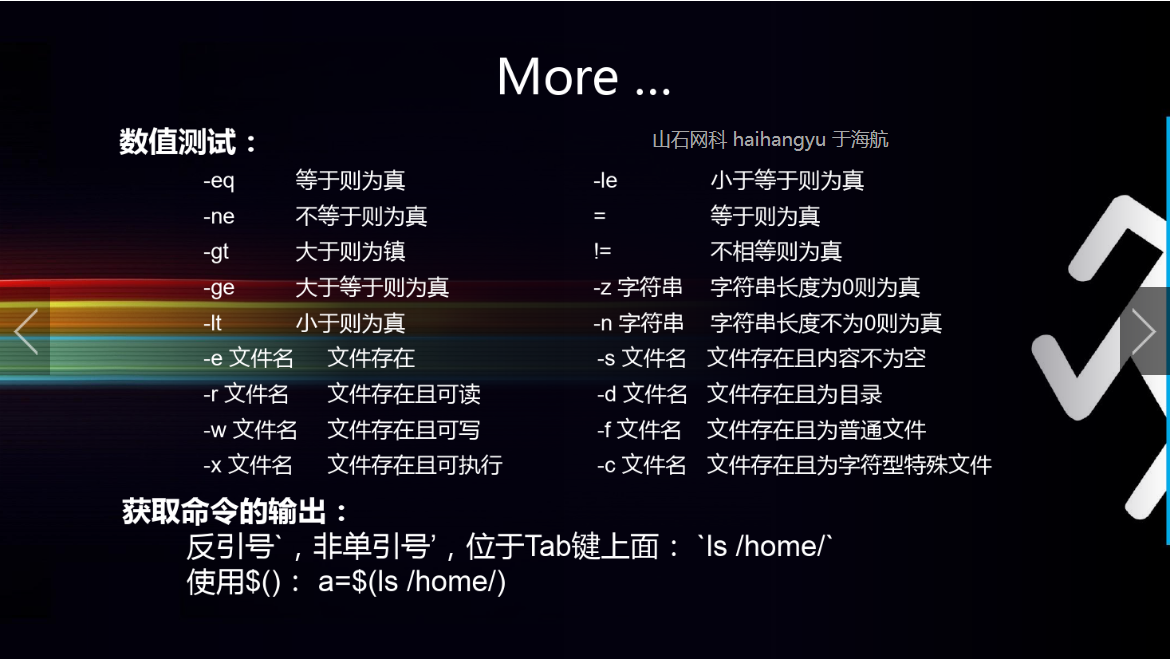 More ...
数值测试：
山石网科 haihangyu 于海航
-eq 等于则为真 -le 小于等于则为真
-ne 不等于则为真 = 等于则为真
-gt 大于则为镇 != 不相等则为真
-ge 大于等于则为真 -z 字符串 字符串长度为0则为真
-lt 小于则为真 -n 字符串 字符串长度不为0则为真
-e 文件名 文件存在 -s 文件名 文件存在且内容不为空
-r 文件名 文件存在且可读 -d 文件名 文件存在且为目录
-w 文件名 文件存在且可写 -f 文件名 文件存在且为普通文件
-x 文件名 文件存在且可执行 -c 文件名 文件存在且为字符型特殊文件
获取命令的输出：
反引号`，非单引号’，位于Tab键上面： `ls /home/`
使用$()： a=$(ls /home/)